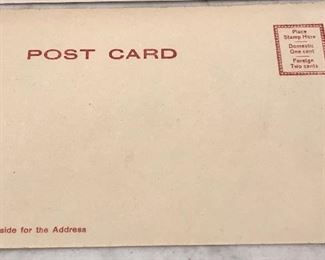 POST CARD
Place
Stamp Here
Domestic
One cent
Foreign
Two cents
side for the Address